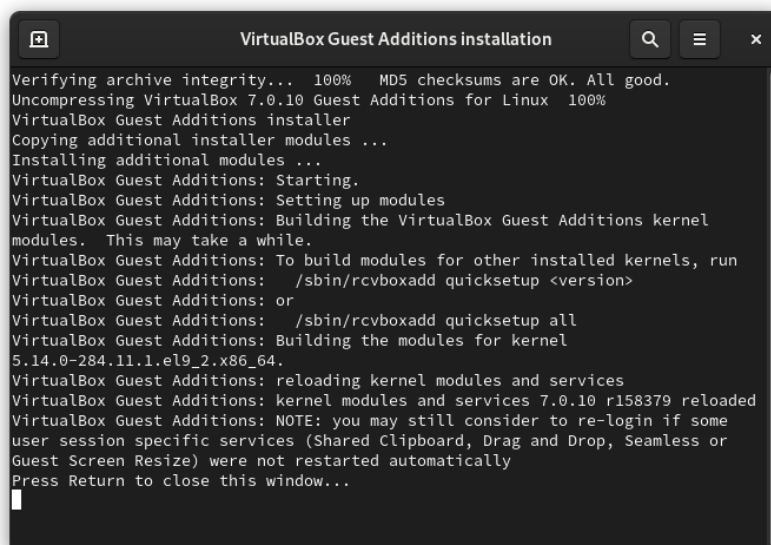 VirtualBox Guest Additions installation
Verifying archive integrity...  100%   MD5 checksums are OK. All good.
Uncompressing VirtualBox 7.0.10 Guest Additions for Linux  100%
VirtualBox Guest Additions installer
Copying additional installer modules ...
Installing additional modules ...
VirtualBox Guest Additions: Starting.
VirtualBox Guest Additions: Setting up modules
VirtualBox Guest Additions: Building the VirtualBox Guest Additions kernel
modules.  This may take a while.
VirtualBox Guest Additions: To build modules for other installed kernels, run
VirtualBox Guest Additions:   /sbin/rcvboxadd quicksetup <version>
VirtualBox Guest Additions: or
VirtualBox Guest Additions:   /sbin/rcvboxadd quicksetup all
VirtualBox Guest Additions: Building the modules for kernel
5.14.0-284.11.1.el9_2.x86_64.
VirtualBox Guest Additions: reloading kernel modules and services
VirtualBox Guest Additions: kernel modules and services 7.0.10 r158379 reloaded
VirtualBox Guest Additions: NOTE: you may still consider to re-login if some
user session specific services (Shared Clipboard, Drag and Drop, Seamless or
Guest Screen Resize) were not restarted automatically
Press Return to close this window...